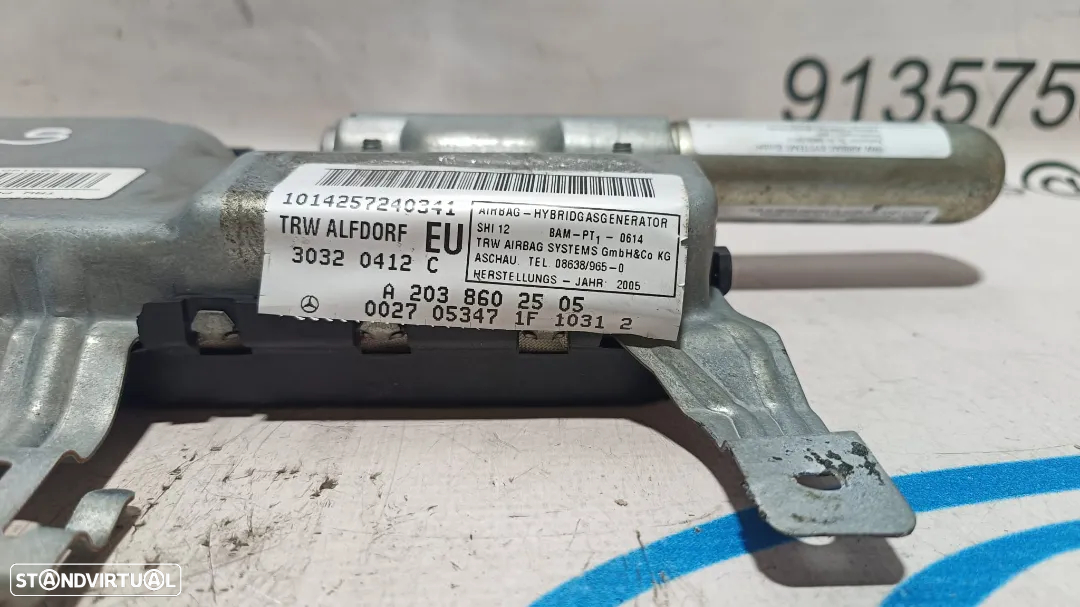 913575
S
@
1014257240341
TRW ALFDORF EU
3032 0412 C
AIRBAG-HYBRIDGASGENERATOR
SHI 12 BAM-PT1-0614
TRW AIRBAG SYSTEMS GmbH&Co KG
ASCHAU. TEL 08638/965-0
HERSTELLUNGS-JAHR 2005
A 203 860 25 05
0027 05347 1F 1031 2
STANDVIRTUAL